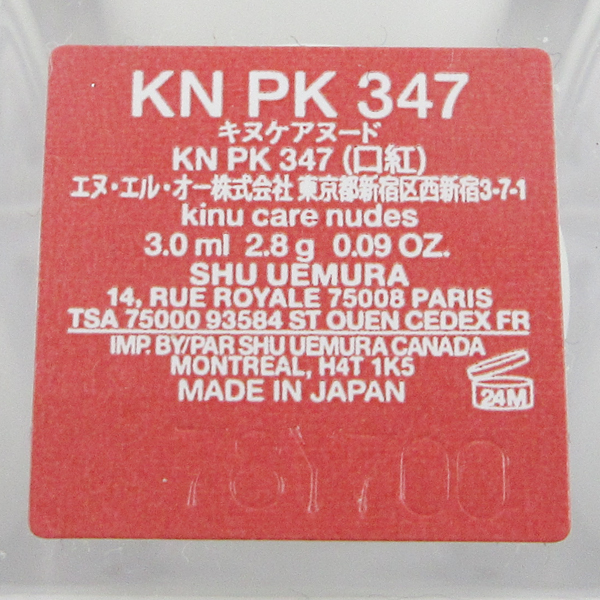 KN PK 347
キヌケアヌード
KN PK 347 (口紅)
エヌ・エル・オー株式会社 東京都新宿区西新宿3-7-1
kinu care nudes
3.0 ml 2.8 g 0.09 OZ.
SHU UEMURA
14, RUE ROYALE 75008 PARIS
TSA 75000 93584 ST OUEN CEDEX FR
IMP. BY/PAR SHU UEMURA CANADA
MONTREAL, H4T 1K5
MADE IN JAPAN
24M